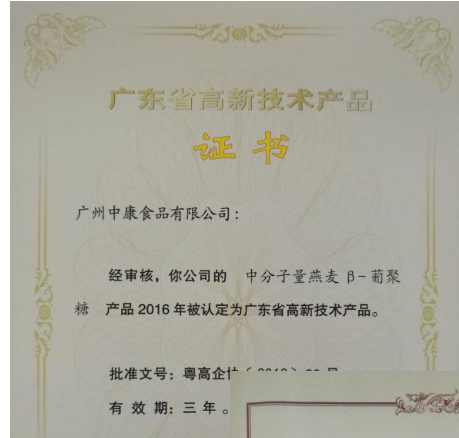 广东省高新技术产品
证书
广州中康食品有限公司：
经审核，你公司的 中分子量燕麦 β-葡聚
糖 产品 2016 年被认定为广东省高新技术产品。
批准文号：粤高企
有 效 期：三 年 。